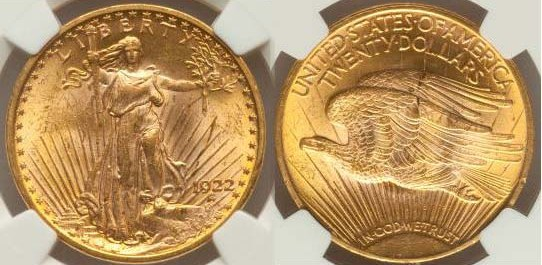 LIBERTY
1922
UNITED·STATES·OF·AMERICA
TWENTY·DOLLARS
IN·GOD·WE·TRUST